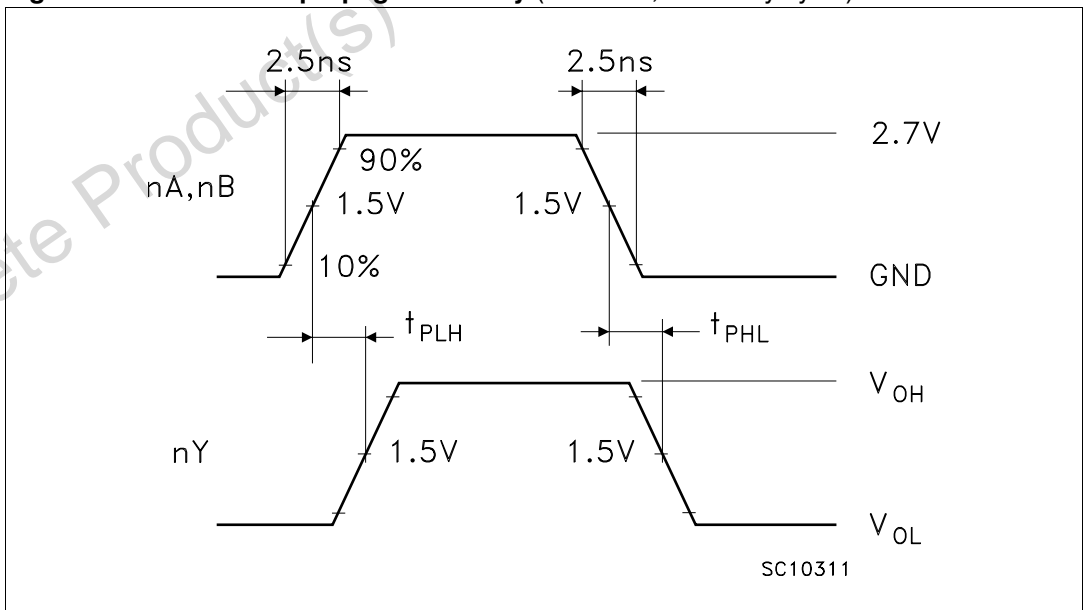 2.5ns 2.5ns
2.7V
90%
nA,nB
1.5V 1.5V
10%
GND
tPLH tPHL
VOH
nY 1.5V 1.5V
VOL
SC10311
Product(s)